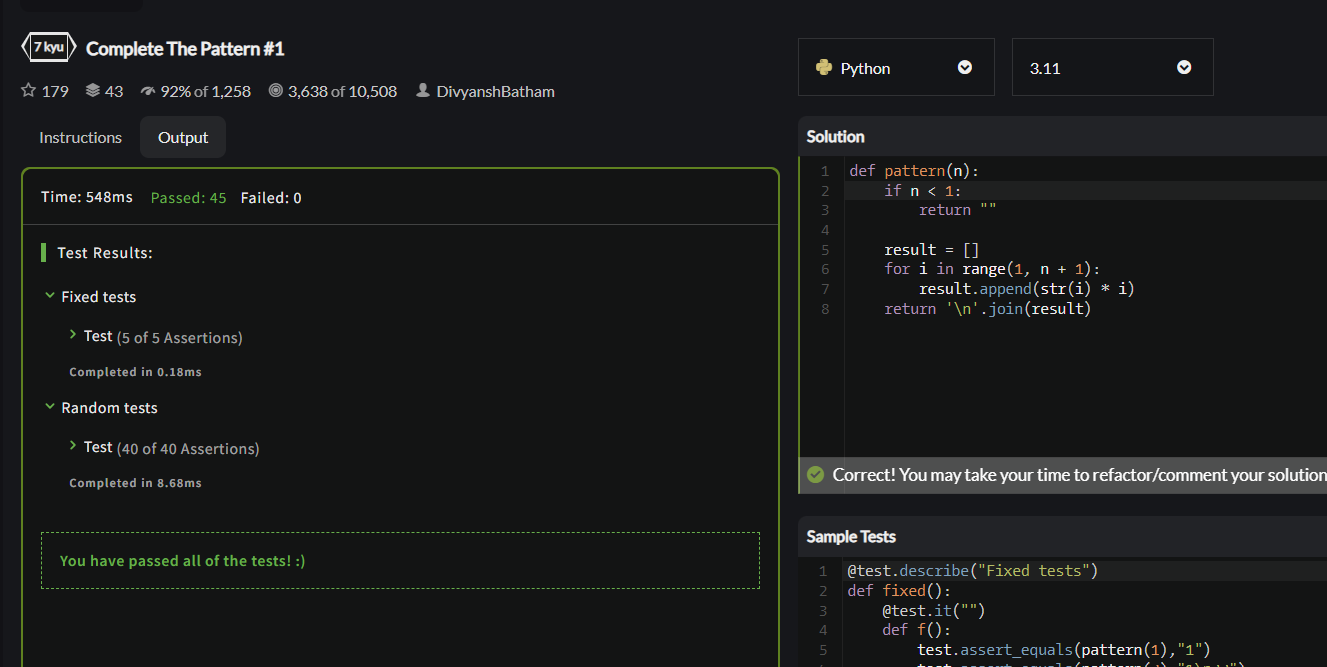 7 kyu Complete The Pattern #1
179 43 92% of 1,258 3,638 of 10,508 DivyanshBatham
Instructions Output
Time: 548ms Passed: 45 Failed: 0
Test Results:
Fixed tests
Test (5 of 5 Assertions)
Completed in 0.18ms
Random tests
Test (40 of 40 Assertions)
Completed in 8.68ms
You have passed all of the tests! :)
Python 3.11
Solution
1 def pattern(n):
2 if n < 1:
3 return ""
4
5 result = []
6 for i in range(1, n + 1):
7 result.append(str(i) * i)
8 return '\n'.join(result)
Correct! You may take your time to refactor/comment your solution
Sample Tests
1 @test.describe("Fixed tests")
2 def fixed():
3 @test.it("")
4 def f():
5 test.assert_equals(pattern(1),"1")